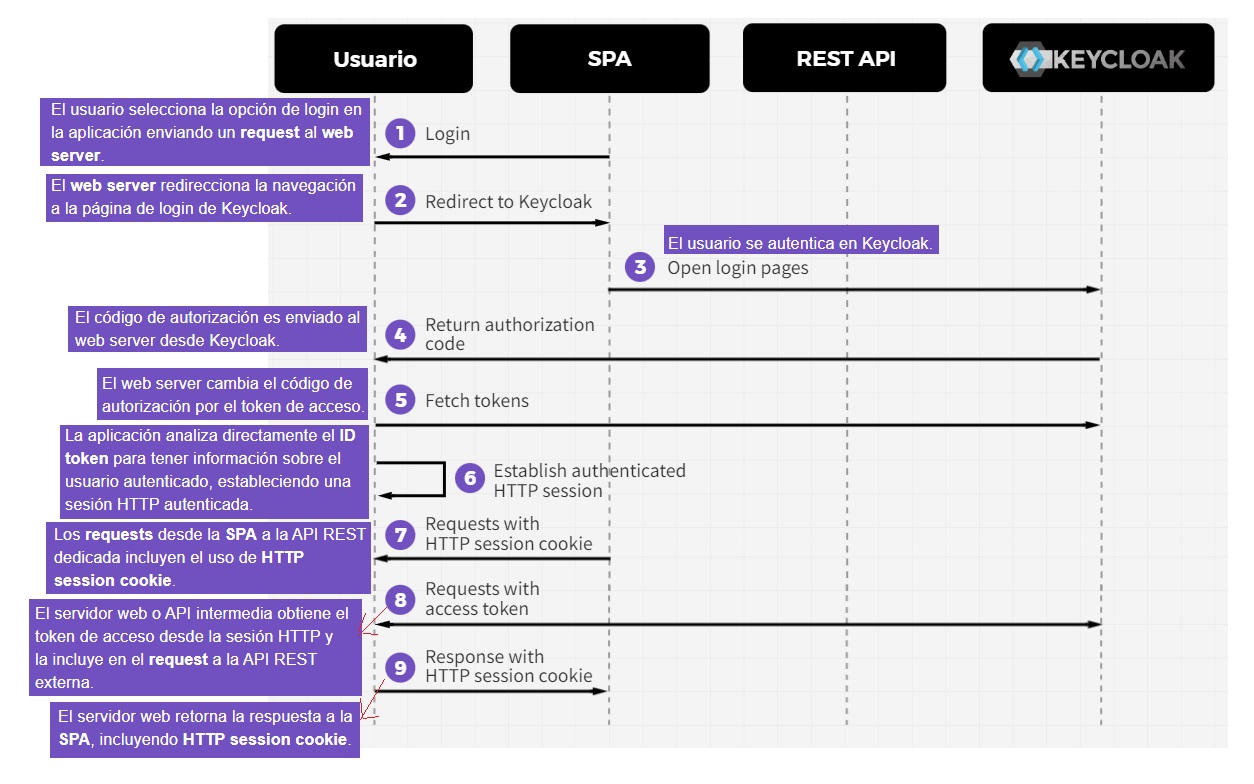 Usuario
SPA
REST API
KEYCLOAK
El usuario selecciona la opción de login en
la aplicación enviando un request al web
server.
1 Login
El web server redirecciona la navegación
a la página de login de Keycloak.
2 Redirect to Keycloak
El usuario se autentica en Keycloak.
3 Open login pages
El código de autorización es enviado al
web server desde Keycloak.
4 Return authorization
code
El web server cambia el código de
autorización por el token de acceso.
5 Fetch tokens
La aplicación analiza directamente el ID
token para tener información sobre el
usuario autenticado, estableciendo una
sesión HTTP autenticada.
6 Establish authenticated
HTTP session
Los requests desde la SPA a la API REST
dedicada incluyen el uso de HTTP
session cookie.
7 Requests with
HTTP session cookie
El servidor web o API intermedia obtiene el
token de acceso desde la sesión HTTP y
la incluye en el request a la API REST
externa.
8 Requests with
access token
9 Response with
HTTP session cookie
El servidor web retorna la respuesta a la
SPA, incluyendo HTTP session cookie.